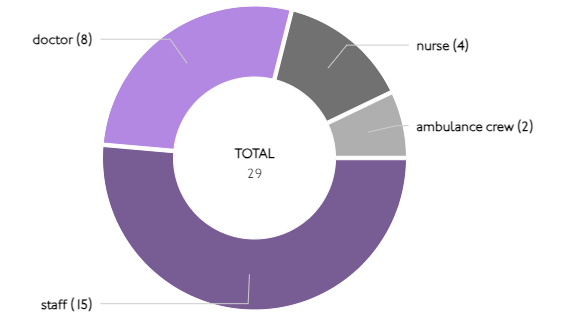 doctor (8)
nurse (4)
ambulance crew (2)
TOTAL
29
staff (15)